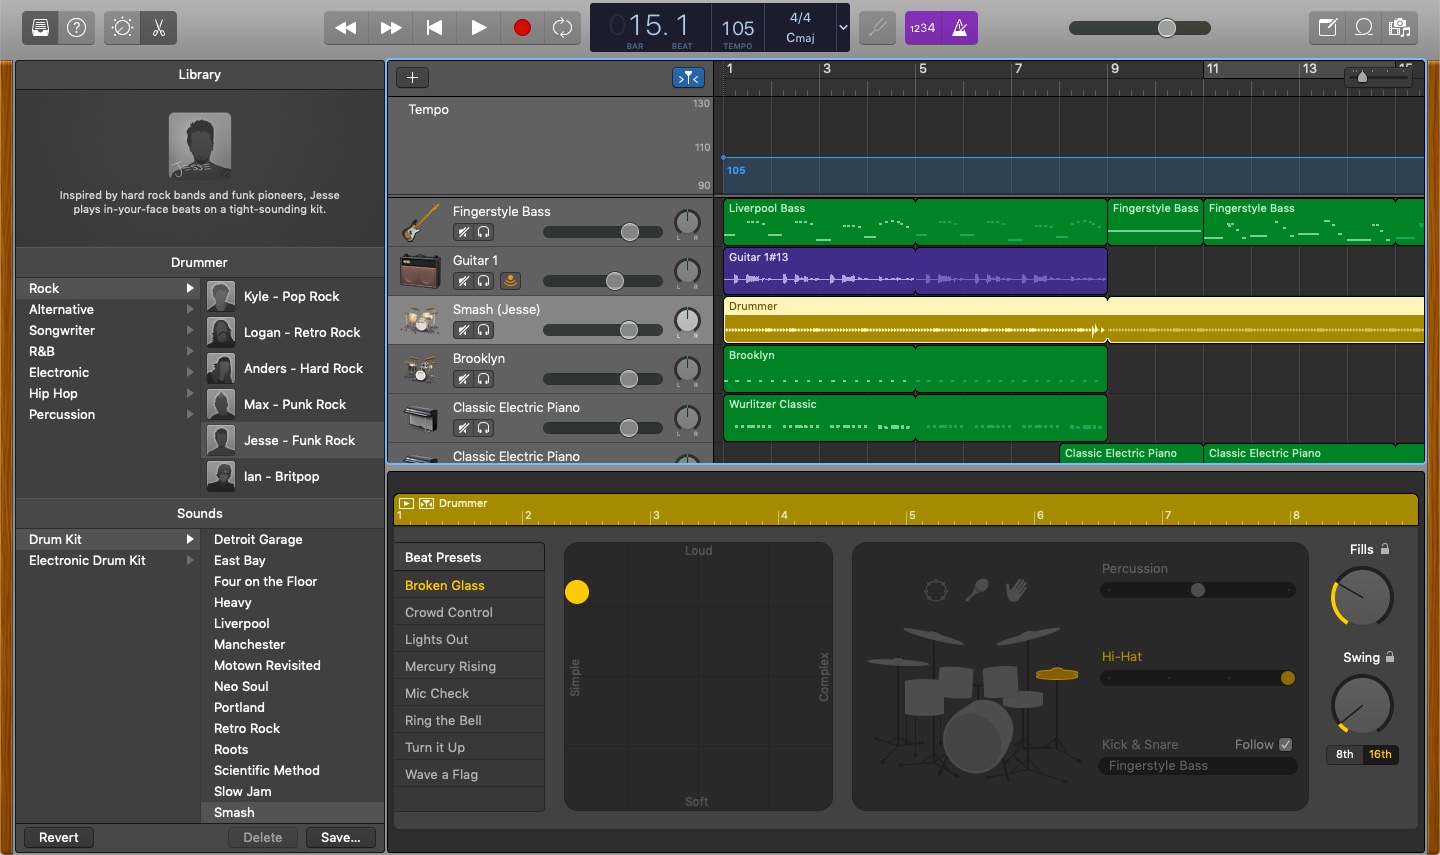 015.1
BAR BEAT
105
TEMPO
4/4
Cmaj
1234
Library
JESSE
Inspired by hard rock bands and funk pioneers, Jesse
plays in-your-face beats on a tight-sounding kit.
Drummer
Rock
Alternative
Songwriter
R&B
Electronic
Hip Hop
Percussion
Kyle - Pop Rock
Logan - Retro Rock
Anders - Hard Rock
Max - Punk Rock
Jesse - Funk Rock
Ian - Britpop
Sounds
Drum Kit
Electronic Drum Kit
Detroit Garage
East Bay
Four on the Floor
Heavy
Liverpool
Manchester
Motown Revisited
Neo Soul
Portland
Retro Rock
Roots
Scientific Method
Slow Jam
Smash
Revert
Delete
Save...
1 3 5 7 9 11 13 15
Tempo
130
110
90
105
Fingerstyle Bass
L R
Guitar 1
L R
Smash (Jesse)
L R
Brooklyn
L R
Classic Electric Piano
L R
Classic Electric Piano
Liverpool Bass
Fingerstyle Bass
Fingerstyle Bass
Guitar 1#13
Drummer
Brooklyn
Wurlitzer Classic
Classic Electric Piano
Classic Electric Piano
Drummer
1 2 3 4 5 6 7 8
Beat Presets
Broken Glass
Crowd Control
Lights Out
Mercury Rising
Mic Check
Ring the Bell
Turn it Up
Wave a Flag
Loud
Simple
Complex
Soft
Percussion
Hi-Hat
Kick & Snare
Follow
Fingerstyle Bass
Fills
Swing
8th
16th